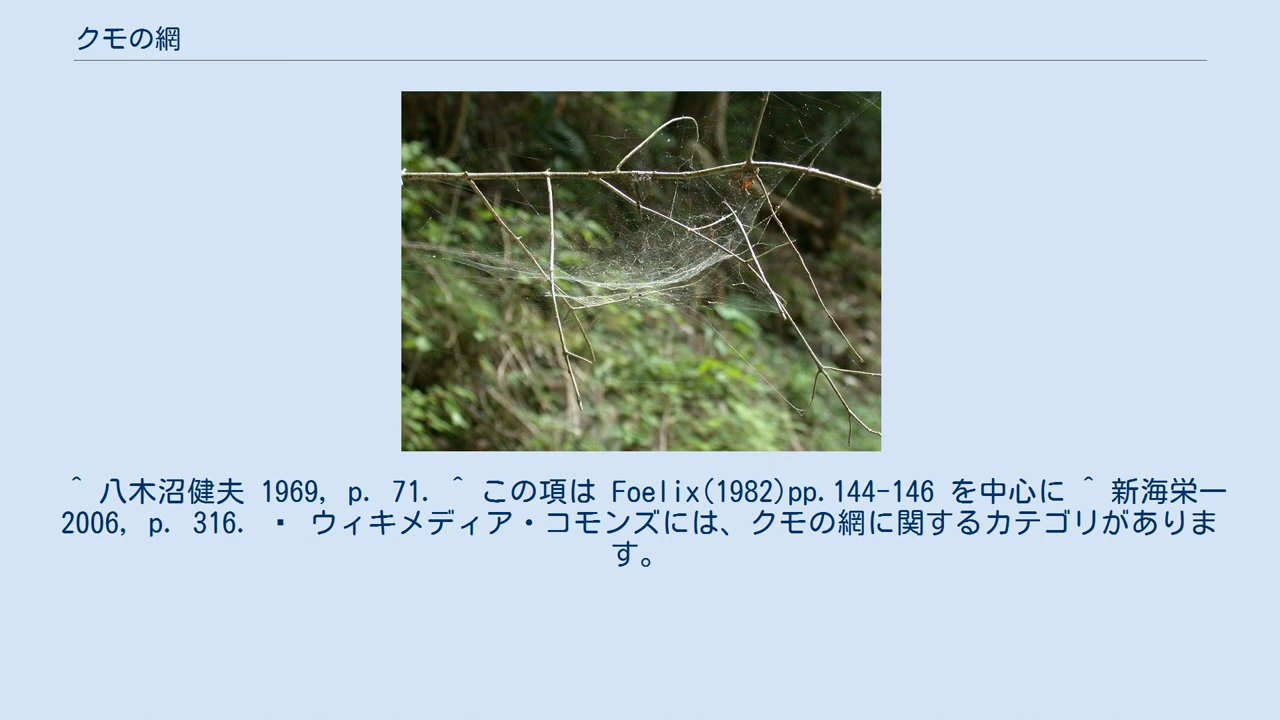 クモの網
^ 八木沼健夫 1969, p. 71. ^ この項は Foelix(1982)pp.144-146 を中心に ^ 新海栄一
2006, p. 316. ▪ ウィキメディア・コモンズには、クモの網に関するカテゴリがありま
す。